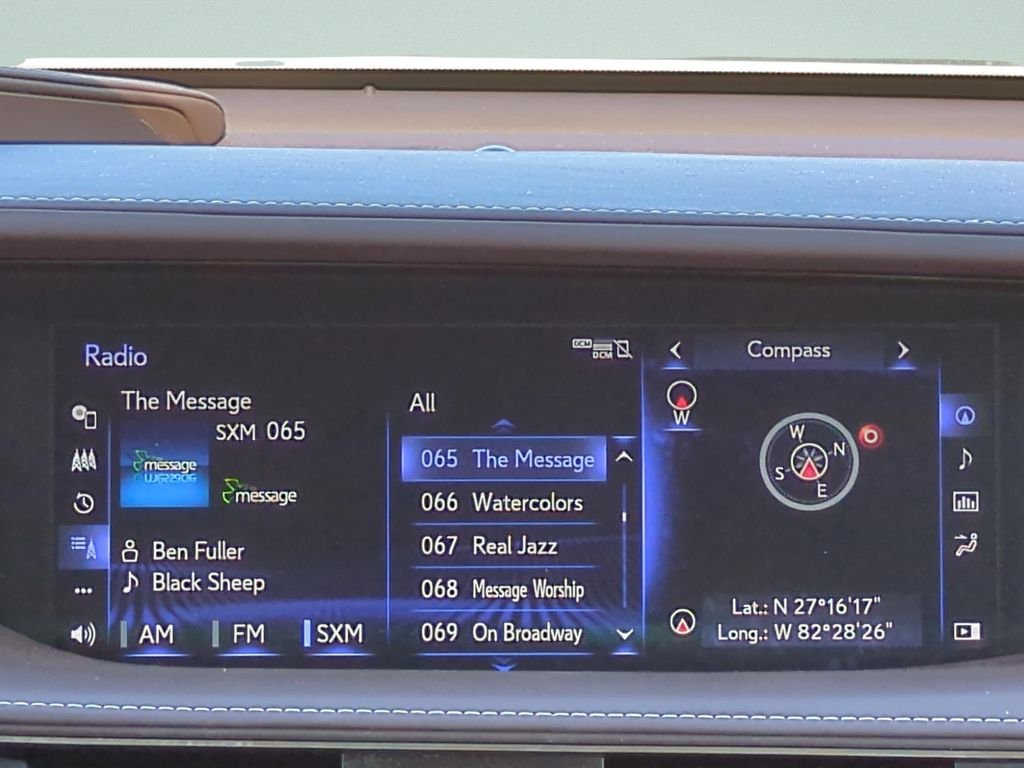 Radio
DCM
DCM
Compass
The Message
SXM 065
message
message
Ben Fuller
Black Sheep
AM
FM
SXM
All
065 The Message
066 Watercolors
067 Real Jazz
068 Message Worship
069 On Broadway
W
W
N
S
E
Lat.: N 27°16'17"
Long.: W 82°28'26"